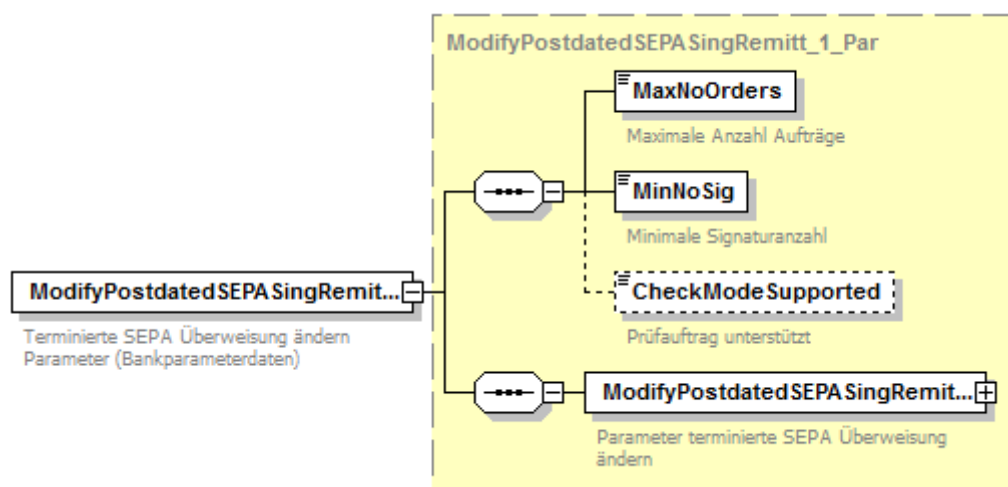 ModifyPostdatedSEPASingRemitt_1_Par
MaxNoOrders
Maximale Anzahl Aufträge
MinNoSig
Minimale Signaturanzahl
CheckModeSupported
Prüfauftrag unterstützt
ModifyPostdatedSEPASingRemit...
Terminierte SEPA Überweisung ändern
Parameter (Bankparameterdaten)
ModifyPostdatedSEPASingRemit...
Parameter terminierte SEPA Überweisung
ändern